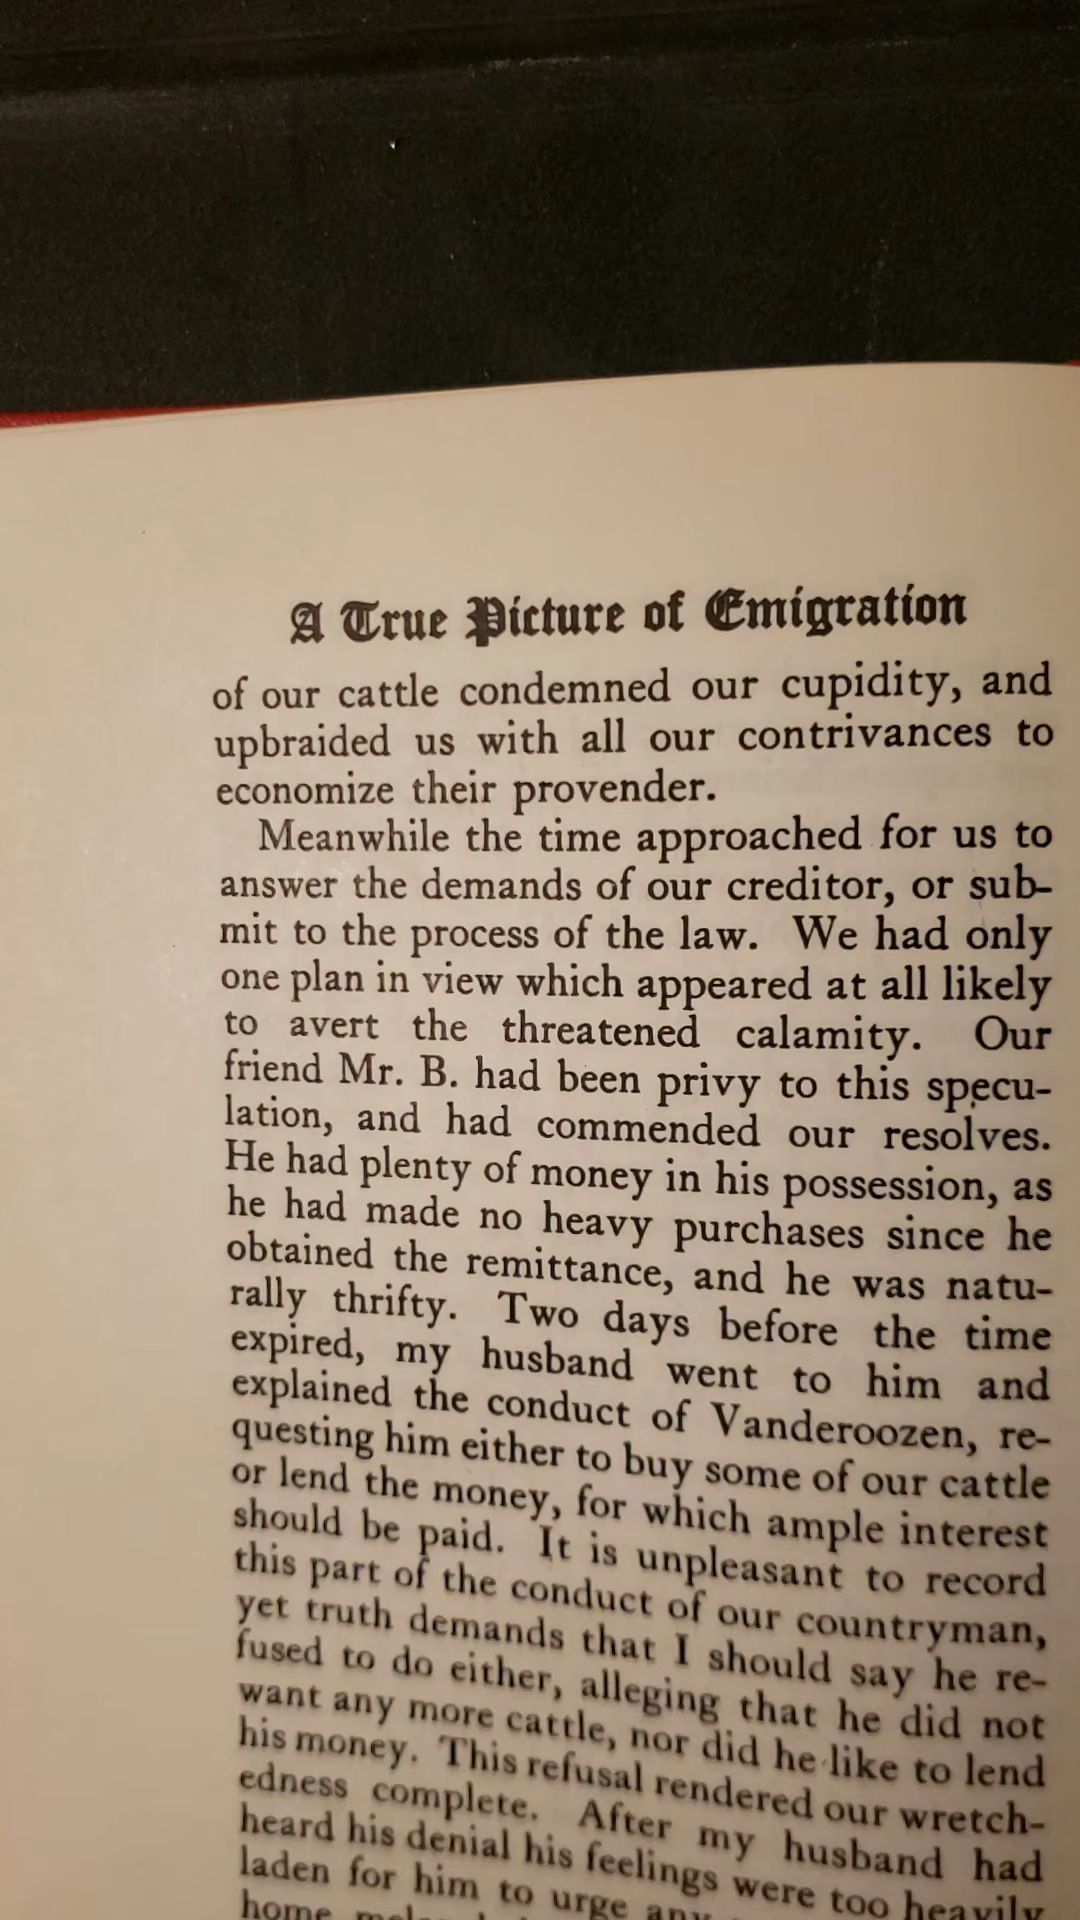 A True Picture of Emigration
of our cattle condemned our cupidity, and
upbraided us with all our contrivances to
economize their provender.
Meanwhile the time approached for us to
answer the demands of our creditor, or sub-
mit to the process of the law. We had only
one plan in view which appeared at all likely
to avert the threatened calamity. Our
friend Mr. B. had been privy to this specu-
lation, and had commended our resolves.
He had plenty of money in his possession, as
he had made no heavy purchases since he
obtained the remittance, and he was natu-
rally thrifty. Two days before the time
expired, my husband went to him and
explained the conduct of Vanderoozen, re-
questing him either to buy some of our cattle
or lend the money, for which ample interest
should be paid. It is unpleasant to record
this part of the conduct of our countryman,
yet truth demands that I should say he re-
fused to do either, alleging that he did not
want any more cattle, nor did he like to lend
his money. This refusal rendered our wretch-
edness complete. After my husband had
heard his denial his feelings were too heavily
laden for him to urge any
home